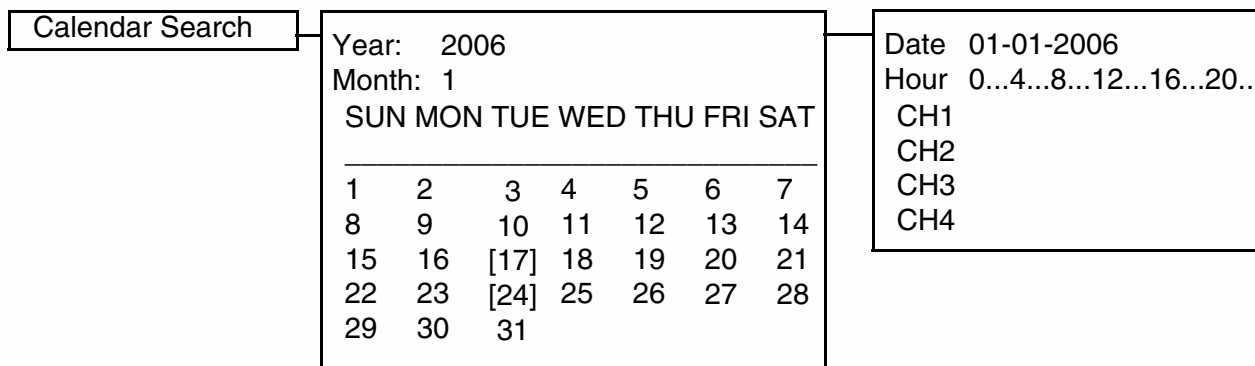 Calendar Search
Year: 2006
Month: 1
SUN MON TUE WED THU FRI SAT
1 2 3 4 5 6 7
8 9 10 11 12 13 14
15 16 [17] 18 19 20 21
22 23 [24] 25 26 27 28
29 30 31
Date 01-01-2006
Hour 0...4...8...12...16...20..
CH1
CH2
CH3
CH4